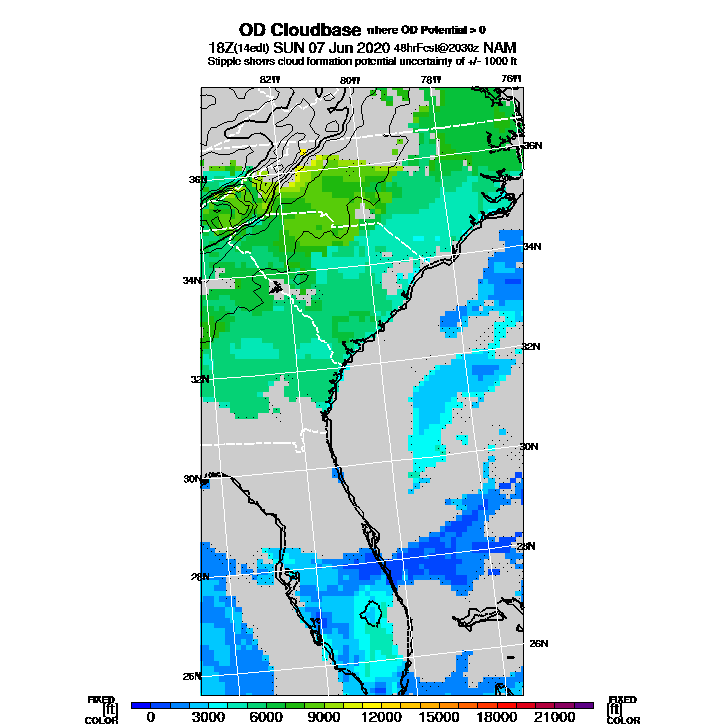 OD Cloudbase where OD Potential > 0
18Z(14edt) SUN 07 Jun 2020 48hrFcst@2030z NAM
Stipple shows cloud formation potential uncertainty of +/- 1000 ft
82W 80W 78W 76W
36N 36N
34N 34N
32N 32N
30N 30N
28N 28N
26N 26N
FIXED FIXED
[ft] [ft]
COLOR COLOR
0 3000 6000 9000 12000 15000 18000 21000